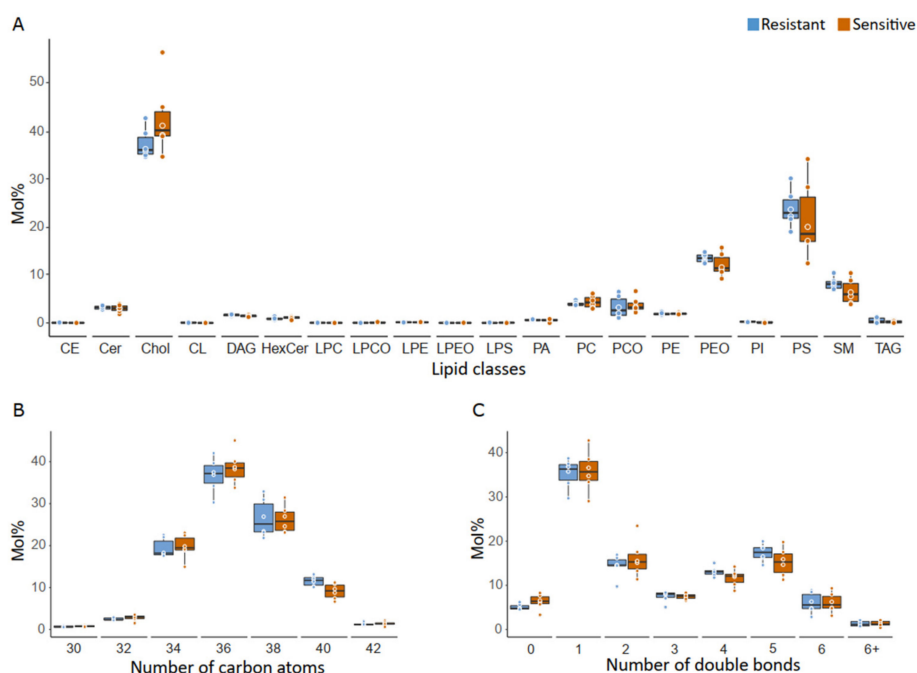 A
Resistant Sensitive
50
40
30
20
10
0
Mol%
CE Cer Chol CL DAG HexCer LPC LPCO LPE LPEO LPS PA PC PCO PE PEO PI PS SM TAG
Lipid classes
B
40
30
20
10
0
Mol%
30 32 34 36 38 40 42
Number of carbon atoms
C
40
30
20
10
0
Mol%
0 1 2 3 4 5 6 6+
Number of double bonds